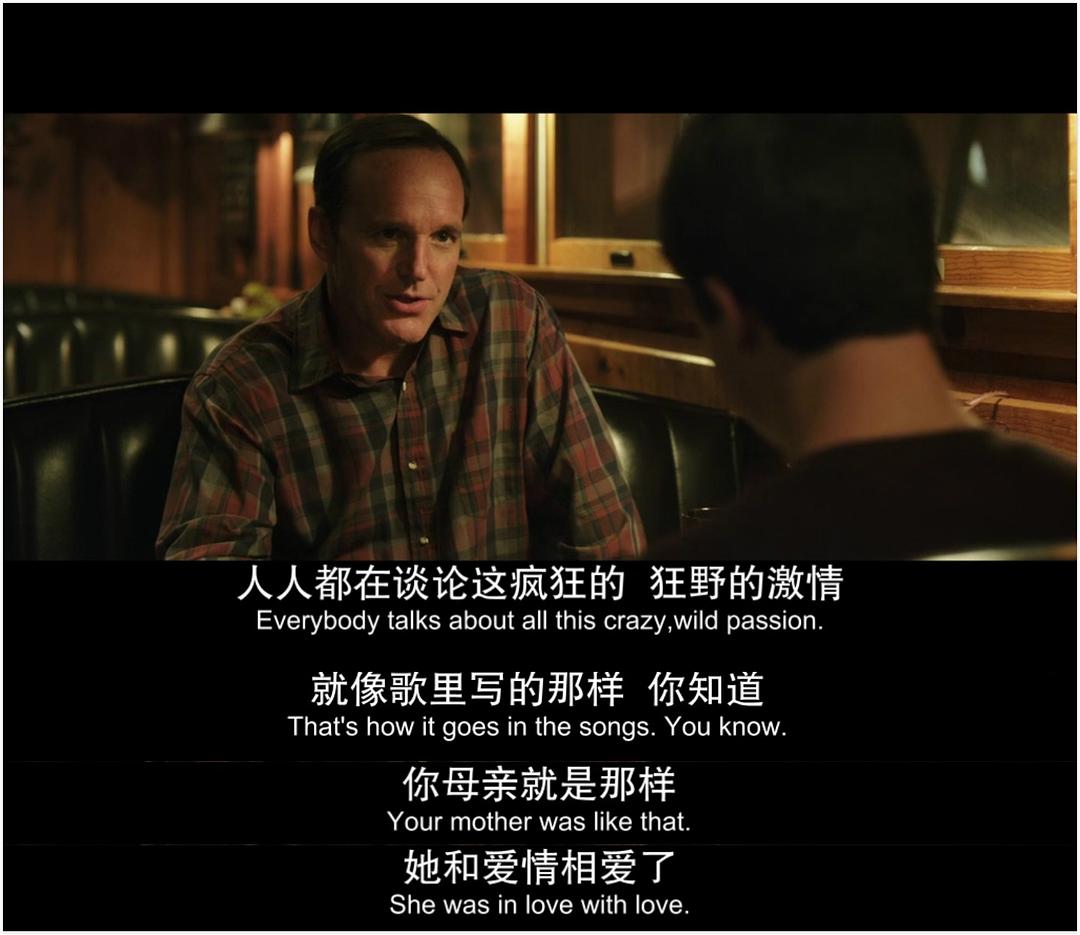 人人都在谈论这疯狂的 狂野的激情
Everybody talks about all this crazy,wild passion.
就像歌里写的那样 你知道
That's how it goes in the songs. You know.
你母亲就是那样
Your mother was like that.
她和爱情相爱了
She was in love with love.